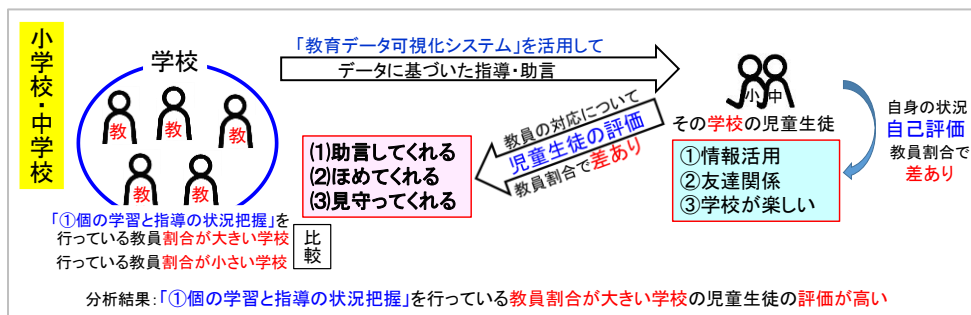 小学校・中学校
学校
教
教
教
教
教
「教育データ可視化システム」を活用して
データに基づいた指導・助言
小 中
その学校の児童生徒
①情報活用
②友達関係
③学校が楽しい
自身の状況
自己評価
教員割合で
差あり
教員の対応について
児童生徒の評価
教員割合で差あり
(1)助言してくれる
(2)ほめてくれる
(3)見守ってくれる
「①個の学習と指導の状況把握」を
行っている教員割合が大きい学校
行っている教員割合が小さい学校
比較
分析結果:「①個の学習と指導の状況把握」を行っている教員割合が大きい学校の児童生徒の評価が高い